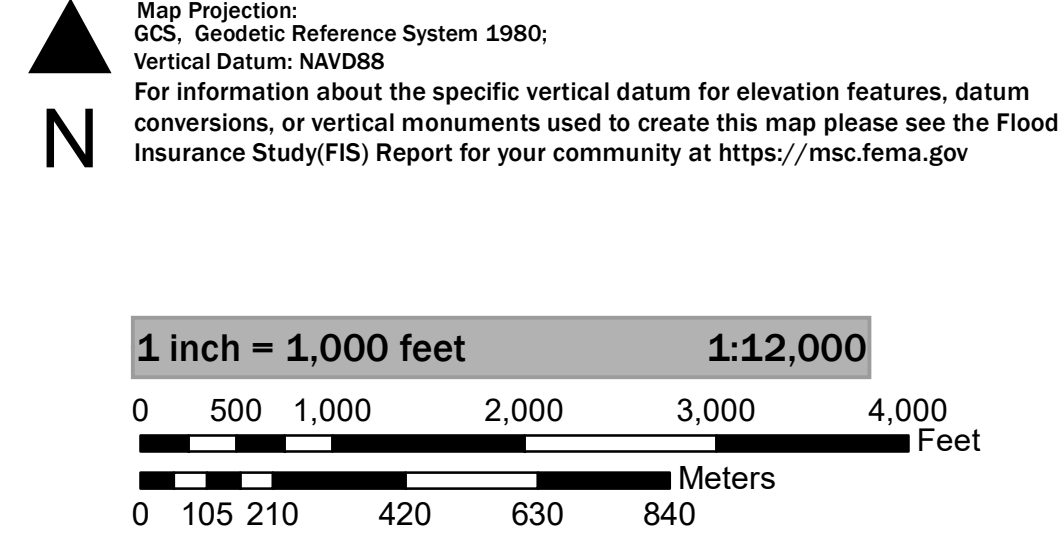 Map Projection:
GCS,  Geodetic Reference System 1980;
Vertical Datum: NAVD88
For information about the specific vertical datum for elevation features, datum
conversions, or vertical monuments used to create this map please see the Flood
Insurance Study(FIS) Report for your community at https://msc.fema.gov
N
1 inch = 1,000 feet 1:12,000
0 500 1,000 2,000 3,000 4,000
Feet
Meters
0 105 210 420 630 840